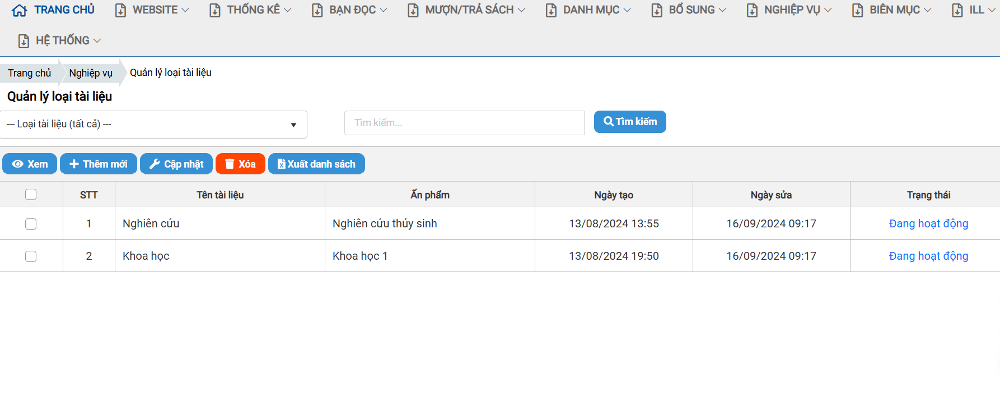 TRANG CHỦ WEBSITE THỐNG KÊ BẠN ĐỌC MƯỢN/TRẢ SÁCH DANH MỤC BỔ SUNG NGHIỆP VỤ BIÊN MỤC ILL
HỆ THỐNG
Trang chủ Nghiệp vụ Quản lý loại tài liệu
Quản lý loại tài liệu
--- Loại tài liệu (tất cả) --- Tìm kiếm... Tìm kiếm
Xem Thêm mới Cập nhật Xóa Xuất danh sách
STT Tên tài liệu Ấn phẩm Ngày tạo Ngày sửa Trạng thái
1 Nghiên cứu Nghiên cứu thủy sinh 13/08/2024 13:55 16/09/2024 09:17 Đang hoạt động
2 Khoa học Khoa học 1 13/08/2024 19:50 16/09/2024 09:17 Đang hoạt động